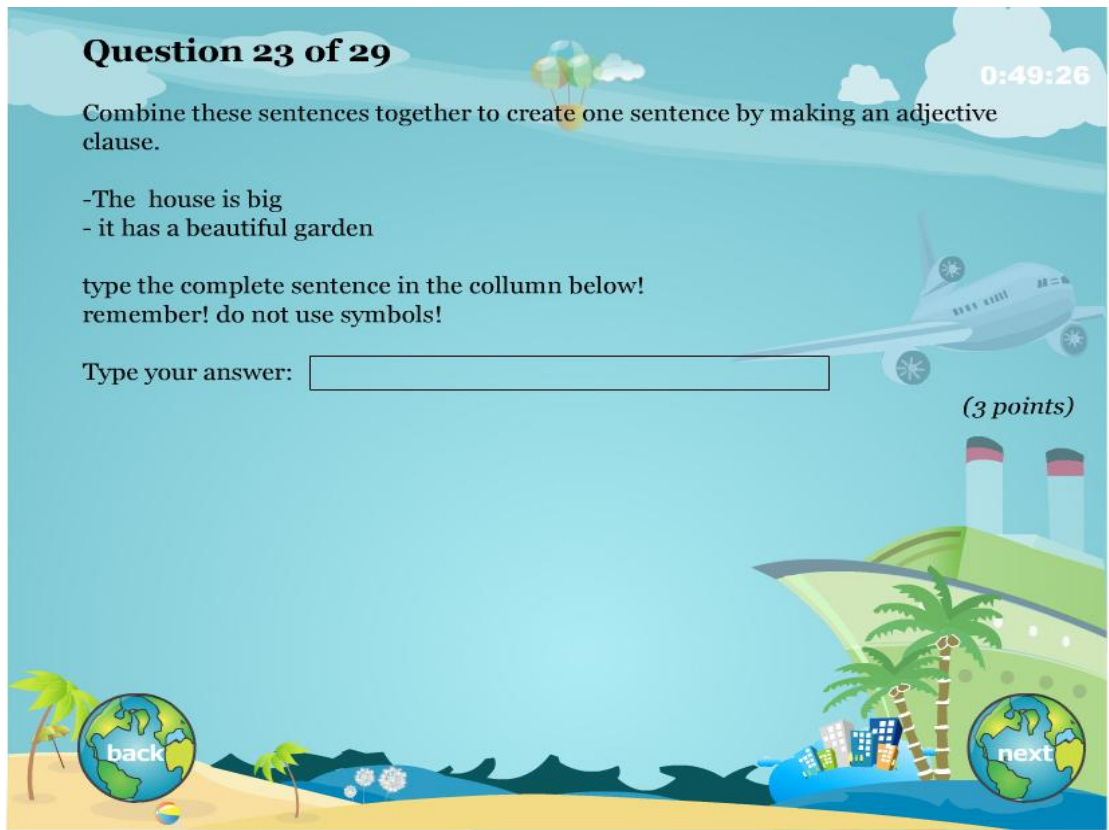 Question 23 of 29
0:49:26
Combine these sentences together to create one sentence by making an adjective
clause.
-The  house is big
- it has a beautiful garden
type the complete sentence in the collumn below!
remember! do not use symbols!
Type your answer:
(3 points)
back
next